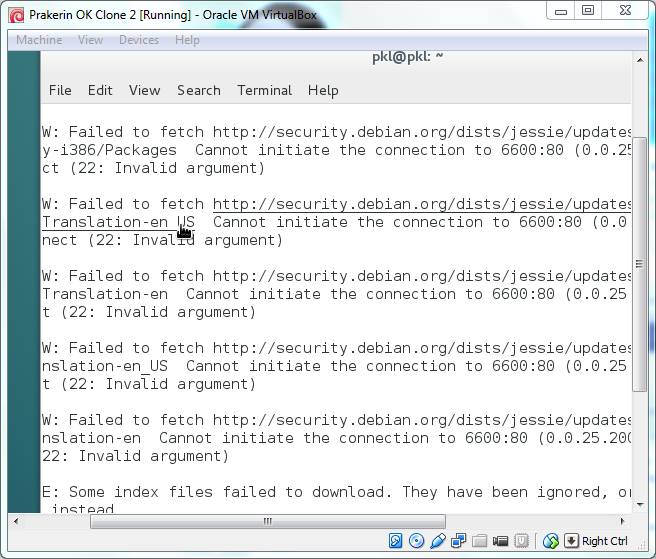 Prakerin OK Clone 2 [Running] - Oracle VM VirtualBox
Machine View Devices Help
pkl@pkl: ~
File Edit View Search Terminal Help
W: Failed to fetch http://security.debian.org/dists/jessie/updates
y-i386/Packages Cannot initiate the connection to 6600:80 (0.0.25
ct (22: Invalid argument)
W: Failed to fetch http://security.debian.org/dists/jessie/updates
Translation-en_US Cannot initiate the connection to 6600:80 (0.0
nect (22: Invalid argument)
W: Failed to fetch http://security.debian.org/dists/jessie/updates
Translation-en Cannot initiate the connection to 6600:80 (0.0.25
t (22: Invalid argument)
W: Failed to fetch http://security.debian.org/dists/jessie/updates
nslation-en_US Cannot initiate the connection to 6600:80 (0.0.25
t (22: Invalid argument)
W: Failed to fetch http://security.debian.org/dists/jessie/updates
nslation-en Cannot initiate the connection to 6600:80 (0.0.25.200
22: Invalid argument)
E: Some index files failed to download. They have been ignored, or
instead
Right Ctrl